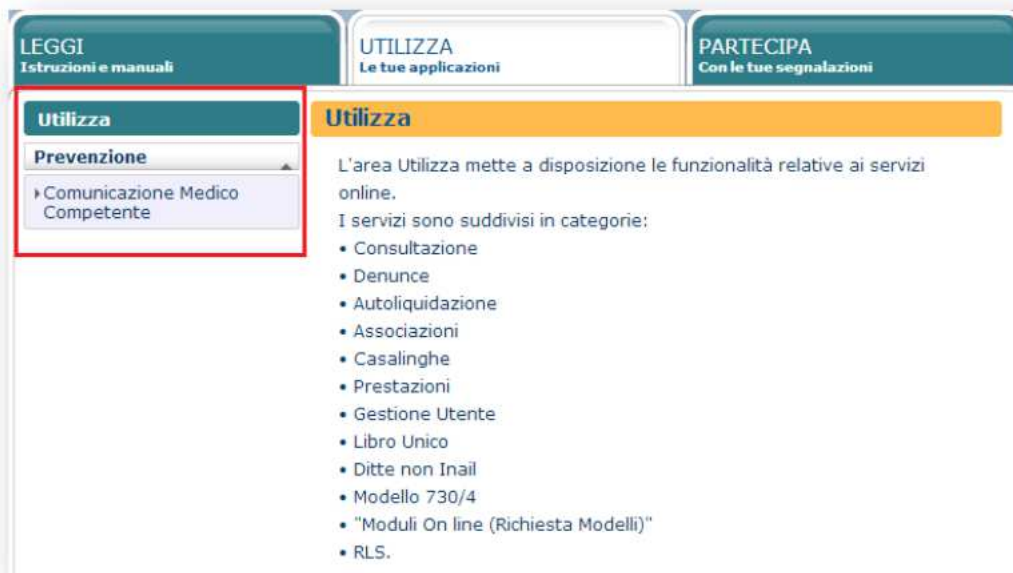 LEGGI
Istruzioni e manuali
UTILIZZA
Le tue applicazioni
PARTECIPA
Con le tue segnalazioni
Utilizza
Prevenzione
Comunicazione Medico
Competente
Utilizza
L'area Utilizza mette a disposizione le funzionalità relative ai servizi
online.
I servizi sono suddivisi in categorie:
• Consultazione
• Denunce
• Autoliquidazione
• Associazioni
• Casalinghe
• Prestazioni
• Gestione Utente
• Libro Unico
• Ditte non Inail
• Modello 730/4
• "Moduli On line (Richiesta Modelli)"
• RLS.